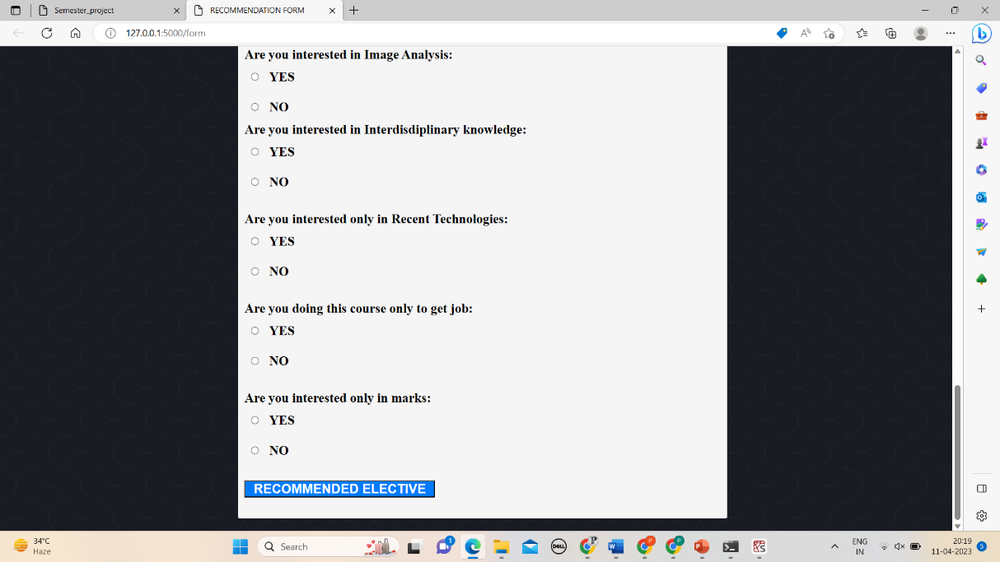 Semester_project
RECOMMENDATION FORM
127.0.0.1:5000/form
Are you interested in Image Analysis:
YES
NO
Are you interested in Interdisdiplinary knowledge:
YES
NO
Are you interested only in Recent Technologies:
YES
NO
Are you doing this course only to get job:
YES
NO
Are you interested only in marks:
YES
NO
RECOMMENDED ELECTIVE
34°C
Haze
Search
1
DELL
P
P
P
ENG
IN
20:19
11-04-2023
5